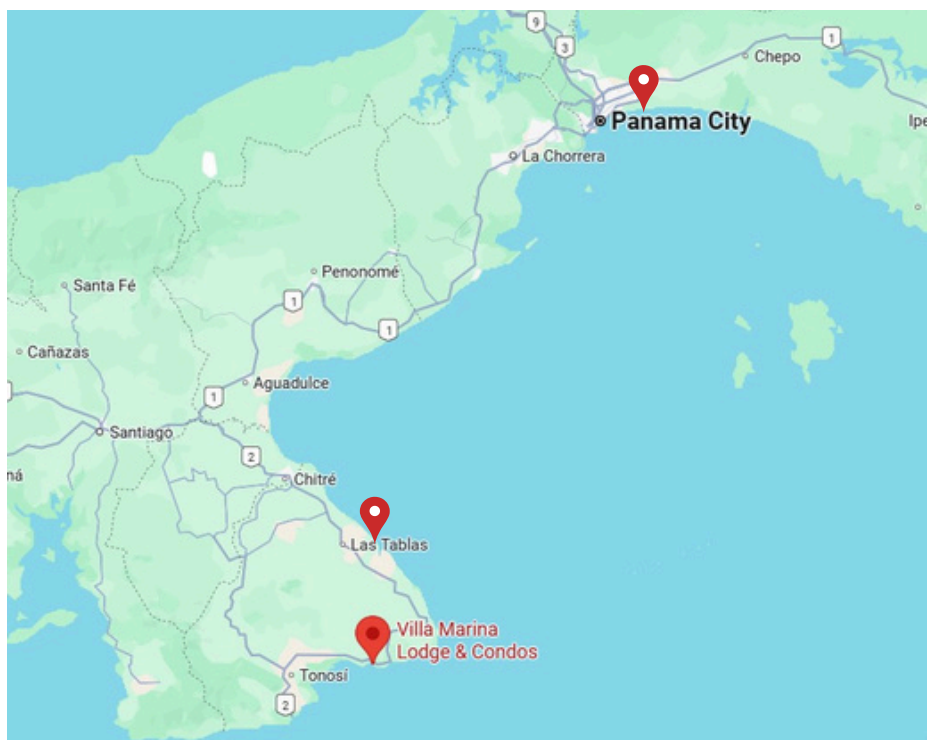 9
1
3
Chepo
Panama City
Ipe
La Chorrera
Penonomé
Santa Fé
1
1
Cañazas
Aguadulce
1
Santiago
2
ná
Chitré
Las Tablas
Villa Marina
Lodge & Condos
Tonosí
2